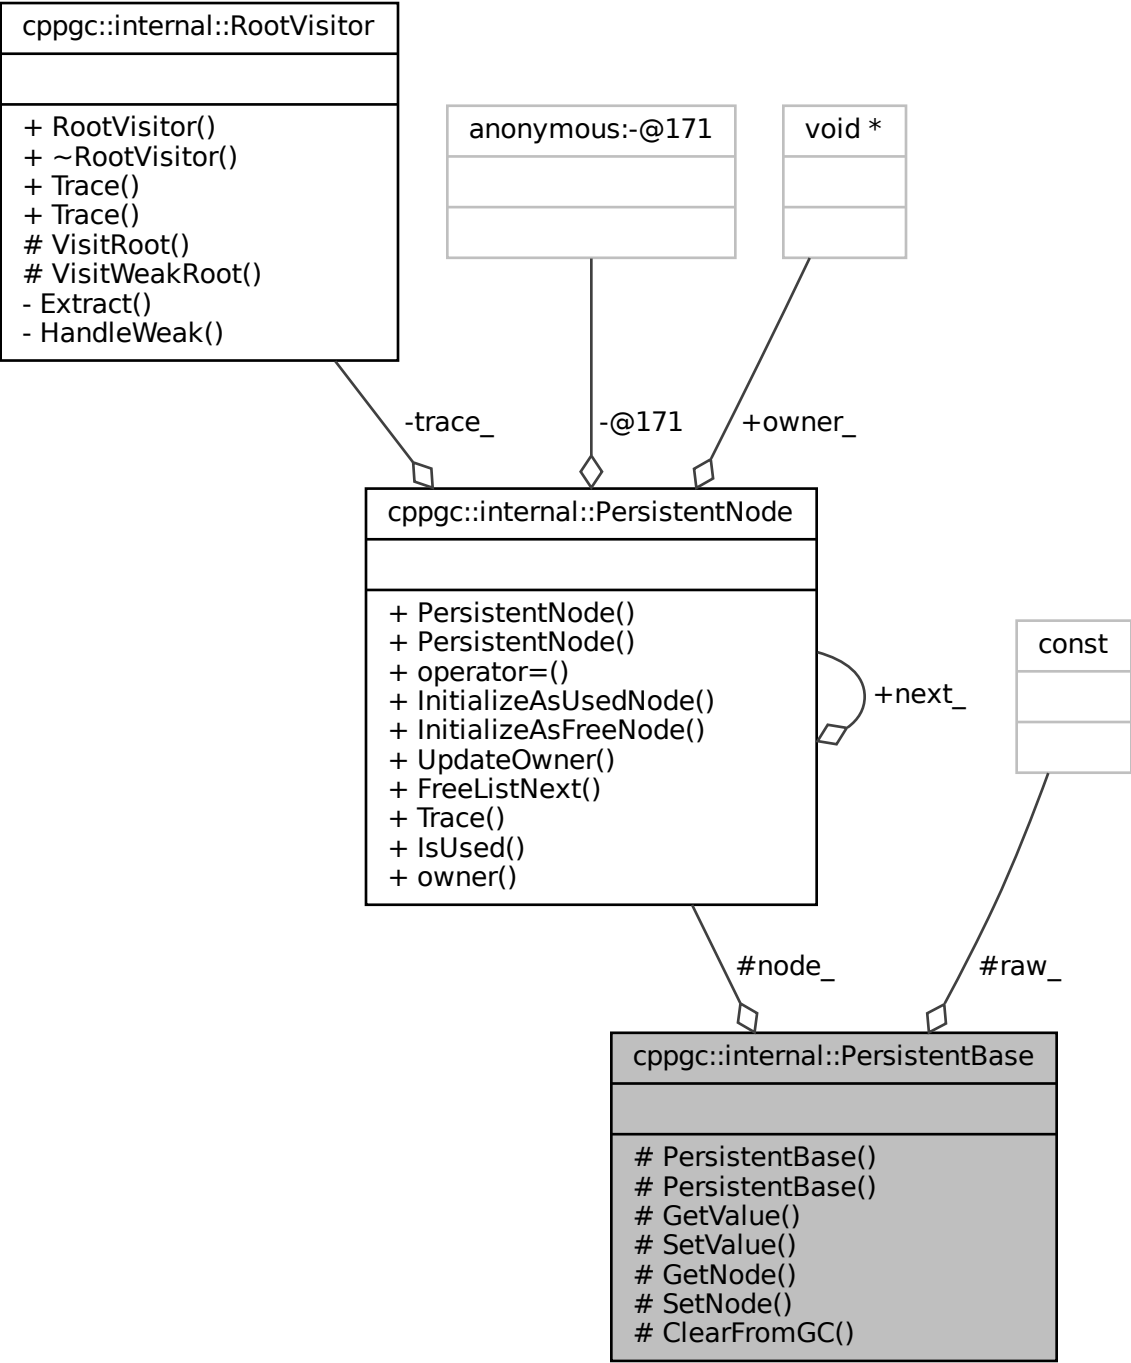 cppgc::internal::RootVisitor
+ RootVisitor()
+ ~RootVisitor()
+ Trace()
+ Trace()
# VisitRoot()
# VisitWeakRoot()
- Extract()
- HandleWeak()
anonymous:-@171
void *
-trace_
-@171
+owner_
cppgc::internal::PersistentNode
+ PersistentNode()
+ PersistentNode()
+ operator=()
+ InitializeAsUsedNode()
+ InitializeAsFreeNode()
+ UpdateOwner()
+ FreeListNext()
+ Trace()
+ IsUsed()
+ owner()
+next_
const
#node_
#raw_
cppgc::internal::PersistentBase
# PersistentBase()
# PersistentBase()
# GetValue()
# SetValue()
# GetNode()
# SetNode()
# ClearFromGC()